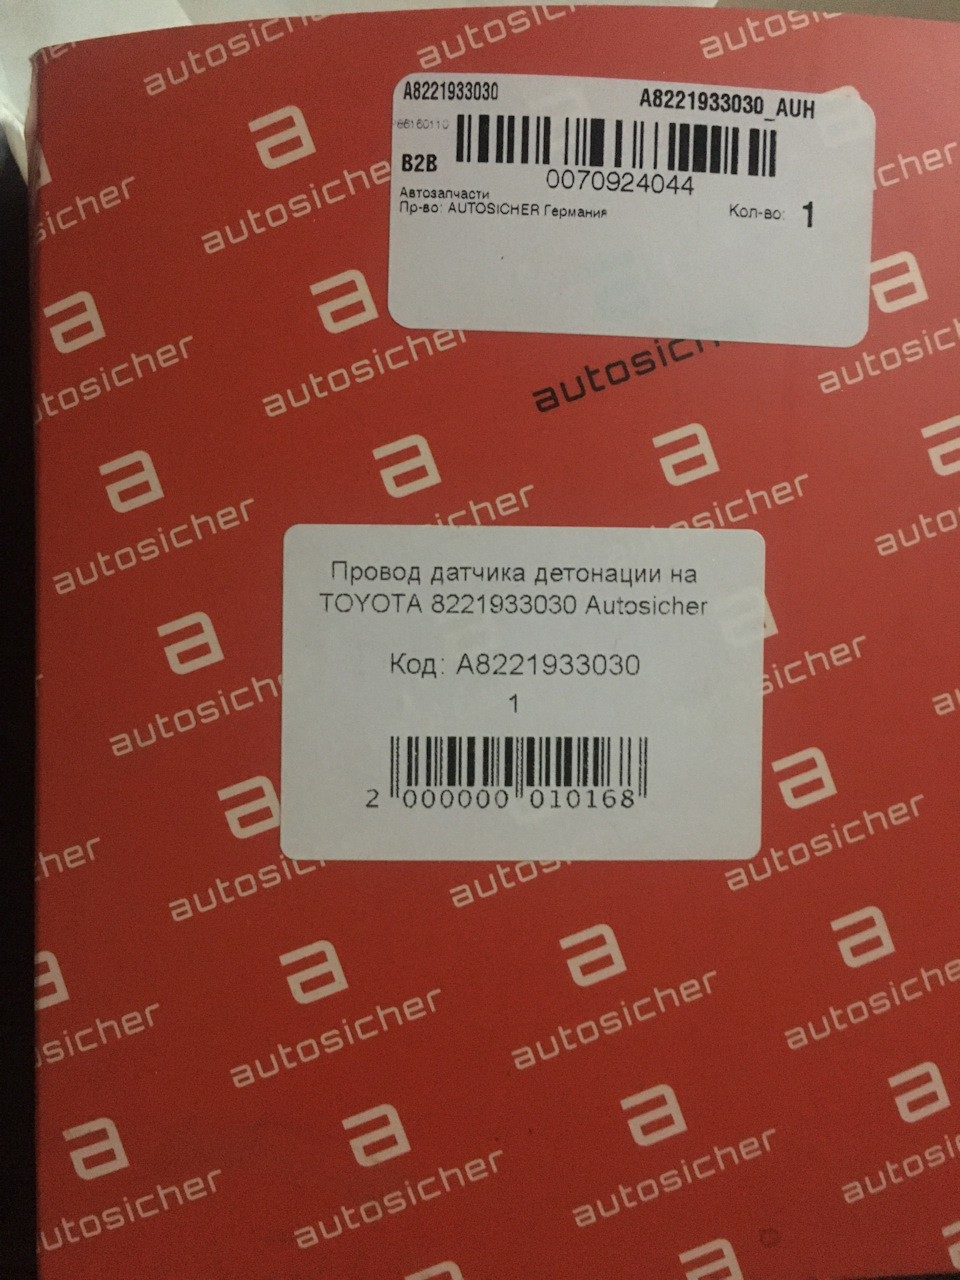 A8221933030
A8221933030_AUH
B2B
0070924044
Автозапчасти
Пр-во: AUTOSICHER Германия
Кол-во: 1
autosicher
Провод датчика детонации на
TOYOTA 8221933030 Autosicher
Код: A8221933030
1
2 000000 010168
a
autosicher